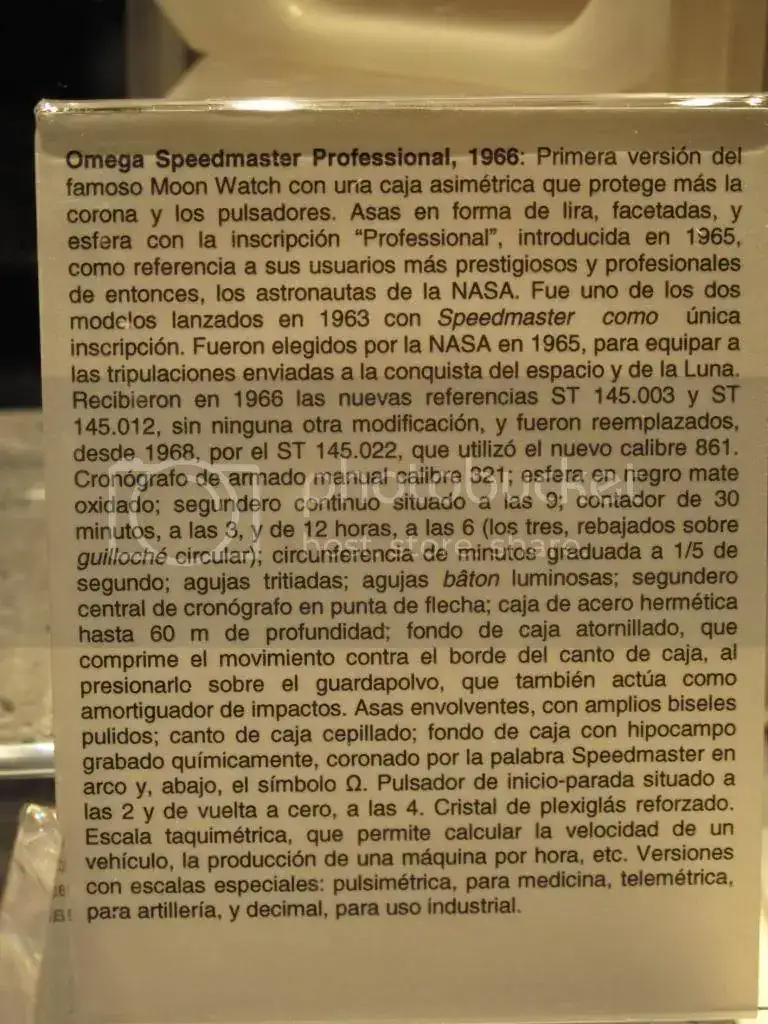 Omega Speedmaster Professional, 1966: Primera versión del
famoso Moon Watch con una caja asimétrica que protege más la
corona y los pulsadores. Asas en forma de lira, facetadas, y
esfera con la inscripción “Professional”, introducida en 1965,
como referencia a sus usuarios más prestigiosos y profesionales
de entonces, los astronautas de la NASA. Fue uno de los dos
modelos lanzados en 1963 con Speedmaster como única
inscripción. Fueron elegidos por la NASA en 1965, para equipar a
las tripulaciones enviadas a la conquista del espacio y de la Luna.
Recibieron en 1966 las nuevas referencias ST 145.003 y ST
145.012, sin ninguna otra modificación, y fueron reemplazados,
desde 1968, por el ST 145.022, que utilizó el nuevo calibre 861.
Cronógrafo de armado manual calibre 321; esfera en negro mate
oxidado; segundero continuo situado a las 9; contador de 30
minutos, a las 3, y de 12 horas, a las 6 (los tres, rebajados sobre
guilloché circular); circunferencia de minutos graduada a 1/5 de
segundo; agujas tritiadas; agujas bâton luminosas; segundero
central de cronógrafo en punta de flecha; caja de acero hermética
hasta 60 m de profundidad; fondo de caja atornillado, que
comprime el movimiento contra el borde del canto de caja, al
presionarlo sobre el guardapolvo, que también actúa como
amortiguador de impactos. Asas envolventes, con amplios biseles
pulidos; canto de caja cepillado; fondo de caja con hipocampo
grabado químicamente, coronado por la palabra Speedmaster en
arco y, abajo, el símbolo Ω. Pulsador de inicio-parada situado a
las 2 y de vuelta a cero, a las 4. Cristal de plexiglás reforzado.
Escala taquimétrica, que permite calcular la velocidad de un
vehículo, la producción de una máquina por hora, etc. Versiones
con escalas especiales: pulsimétrica, para medicina, telemétrica,
para artillería, y decimal, para uso industrial.
photobucket
host. store. share.